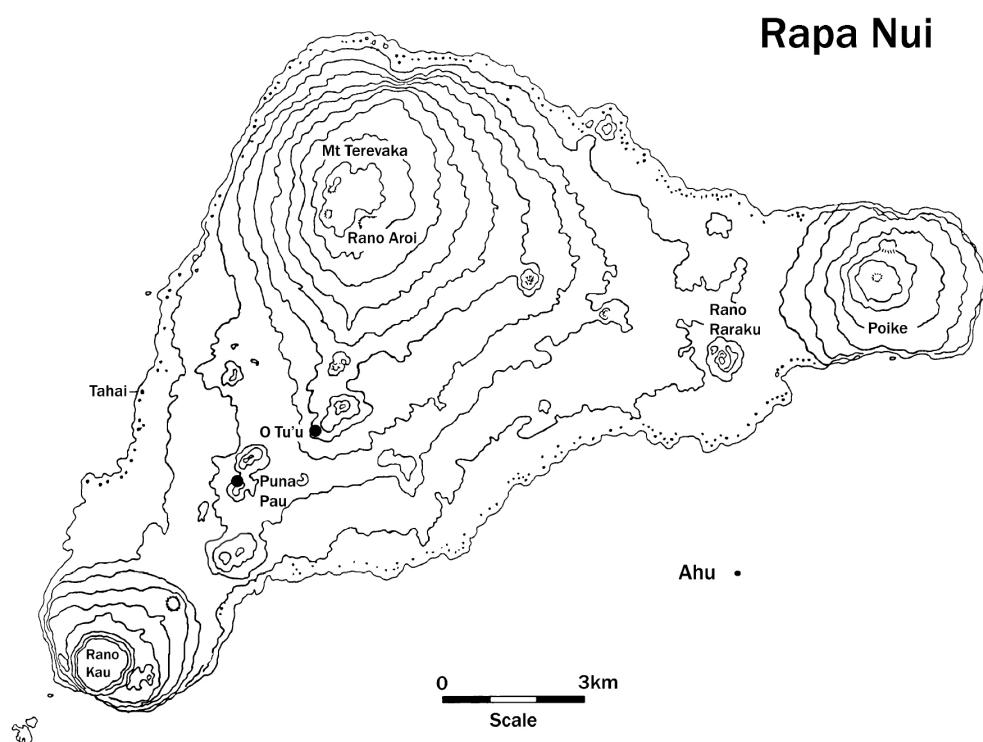 Rapa Nui
Mt Terevaka
Rano Aroi
Rano
Raraku
Poike
Tahai
O Tu'u
Puna
Pau
Ahu
Rano
Kau
0 3km
Scale